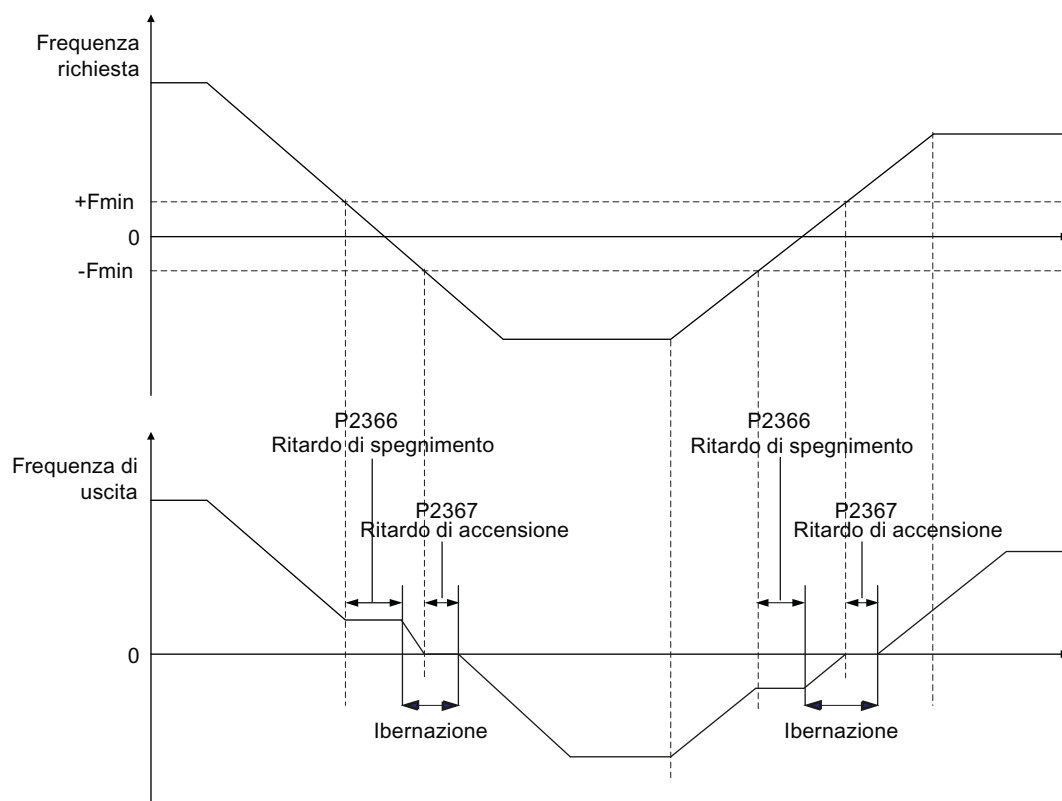 Frequenza
richiesta
+Fmin
0
-Fmin
P2366
Ritardo di spegnimento
P2366
Ritardo di spegnimento
Frequenza di
uscita
P2367
Ritardo di accensione
P2367
Ritardo di accensione
0
Ibernazione
Ibernazione